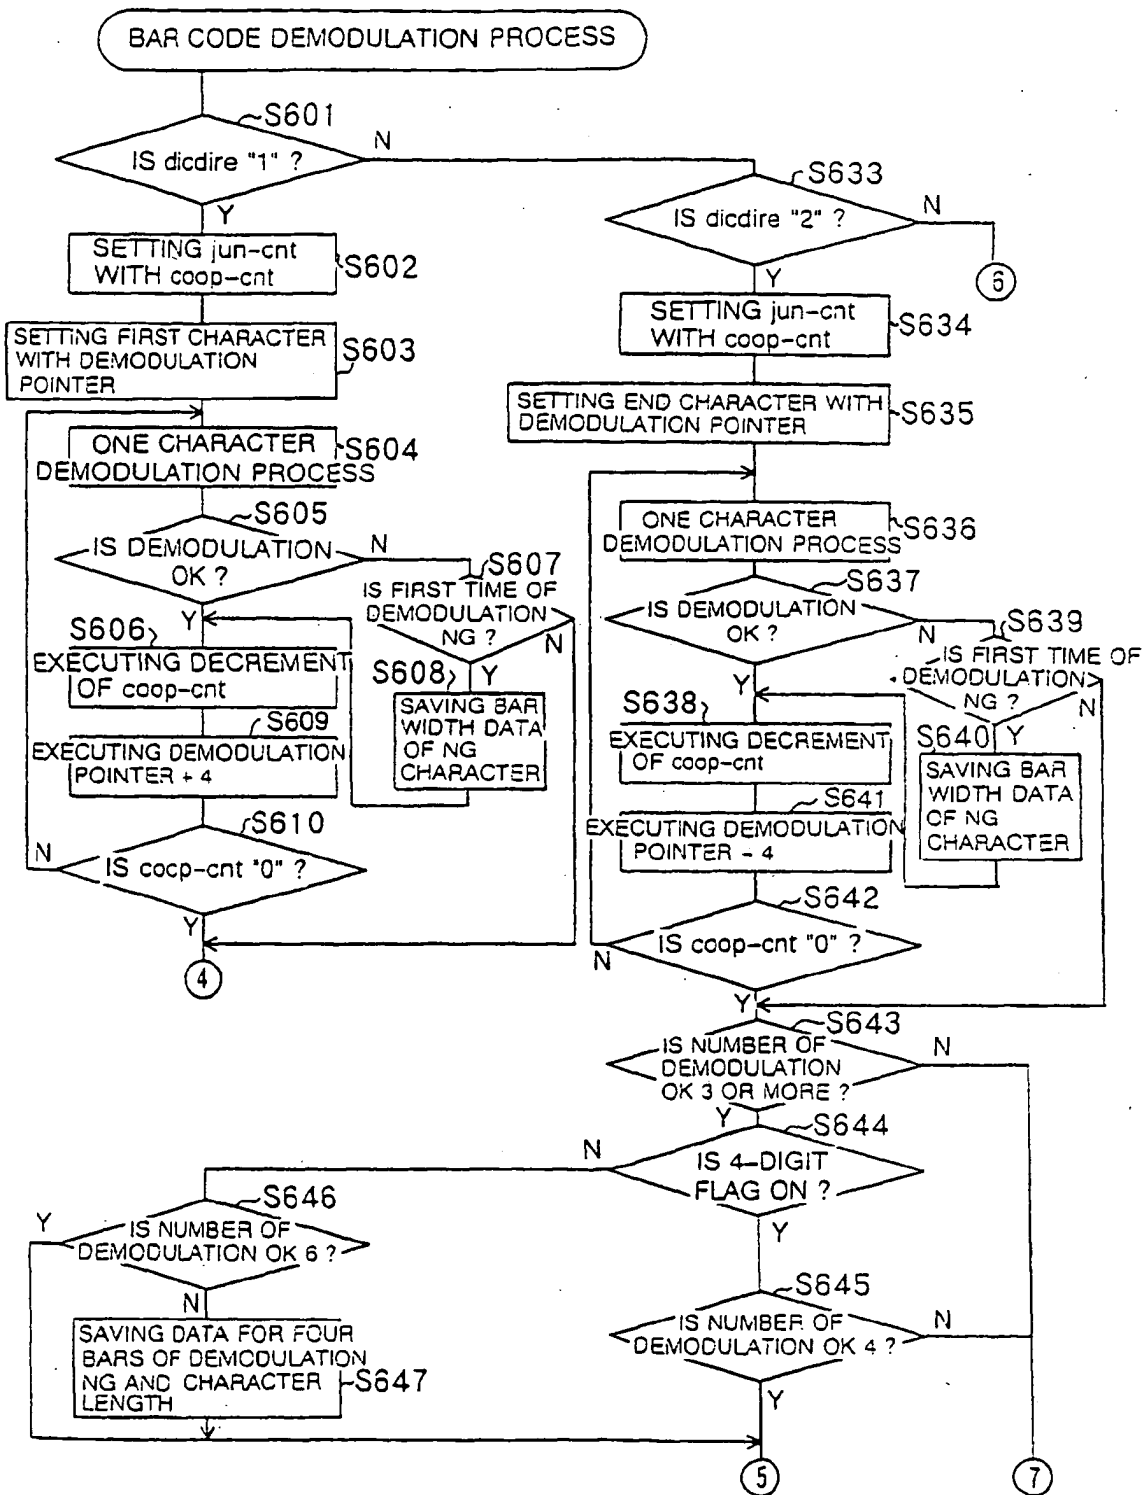 BAR CODE DEMODULATION PROCESS
S601
IS dicdire "1" ?
N
Y
SETTING jun-cnt
WITH coop-cnt
S602
SETTING FIRST CHARACTER
WITH DEMODULATION
POINTER
S603
ONE CHARACTER
DEMODULATION PROCESS
S604
S605
IS DEMODULATION
OK ?
N
Y
S606
EXECUTING DECREMENT
OF coop-cnt
S607
IS FIRST TIME OF
DEMODULATION
NG ?
N
Y
S608
SAVING BAR
WIDTH DATA
OF NG
CHARACTER
S609
EXECUTING DEMODULATION
POINTER + 4
S610
IS cocp-cnt "0" ?
N
Y
4
S633
IS dicdire "2" ?
N
6
Y
SETTING jun-cnt
WITH coop-cnt
S634
SETTING END CHARACTER WITH
DEMODULATION POINTER
S635
ONE CHARACTER
DEMODULATION PROCESS
S636
S637
IS DEMODULATION
OK ?
N
Y
S638
EXECUTING DECREMENT
OF coop-cnt
S639
IS FIRST TIME OF
DEMODULATION
NG ?
N
Y
S640
SAVING BAR
WIDTH DATA
OF NG
CHARACTER
S641
EXECUTING DEMODULATION
POINTER - 4
S642
IS coop-cnt "0" ?
N
Y
S643
IS NUMBER OF
DEMODULATION
OK 3 OR MORE ?
N
Y
S644
IS 4-DIGIT
FLAG ON ?
N
Y
S646
IS NUMBER OF
DEMODULATION OK 6 ?
Y
N
S645
IS NUMBER OF
DEMODULATION OK 4 ?
N
Y
SAVING DATA FOR FOUR
BARS OF DEMODULATION
NG AND CHARACTER
LENGTH
S647
5
7